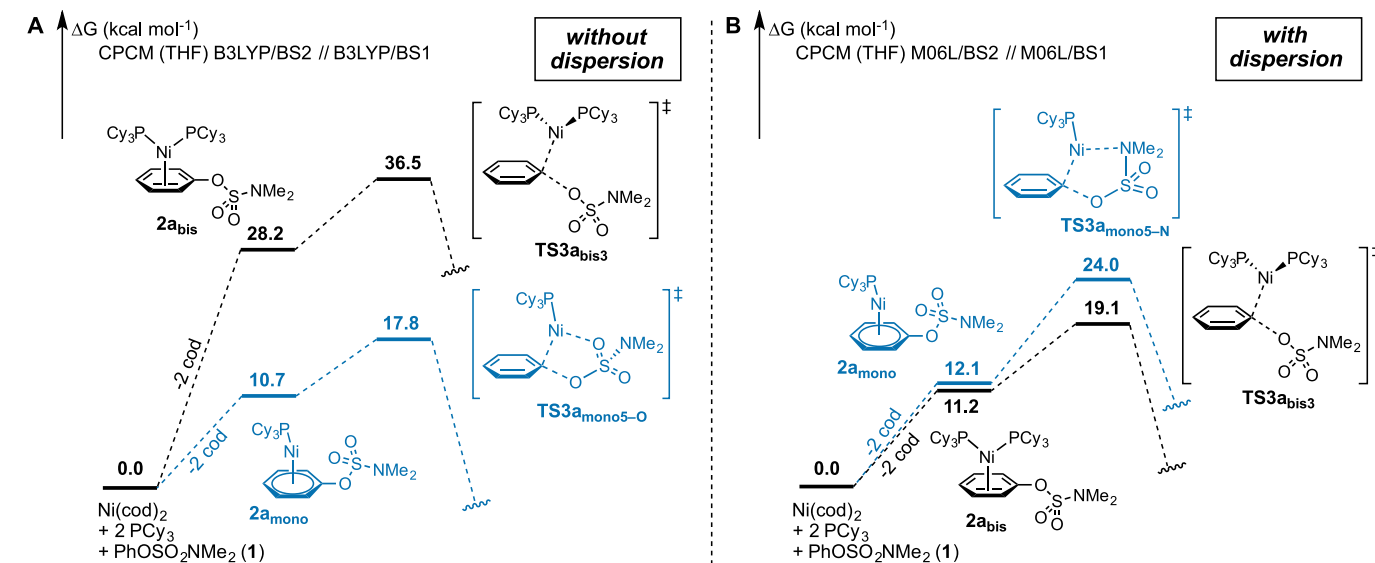 A
ΔG (kcal mol-1)
CPCM (THF) B3LYP/BS2 // B3LYP/BS1
without
dispersion
Cy3P
PCy3
Ni
O
S
NMe2
O
O
2abis
28.2
36.5
‡
Cy3P
PCy3
Ni
O
S
NMe2
O
O
TS3abis3
-2 cod
10.7
17.8
‡
Cy3P
Ni
O
NMe2
S
O
O
TS3amono5–O
-2 cod
Cy3P
Ni
O
O
S
NMe2
O
2amono
0.0
Ni(cod)2
+ 2 PCy3
+ PhOSO2NMe2 (1)
B
ΔG (kcal mol-1)
CPCM (THF) M06L/BS2 // M06L/BS1
with
dispersion
‡
Cy3P
Ni
NMe2
O
S
O
O
TS3amono5–N
24.0
19.1
‡
Cy3P
PCy3
Ni
O
S
NMe2
O
O
TS3abis3
Cy3P
Ni
O
O
S
NMe2
O
2amono
12.1
11.2
-2 cod
-2 cod
Cy3P
PCy3
Ni
O
S
NMe2
O
O
2abis
0.0
Ni(cod)2
+ 2 PCy3
+ PhOSO2NMe2 (1)